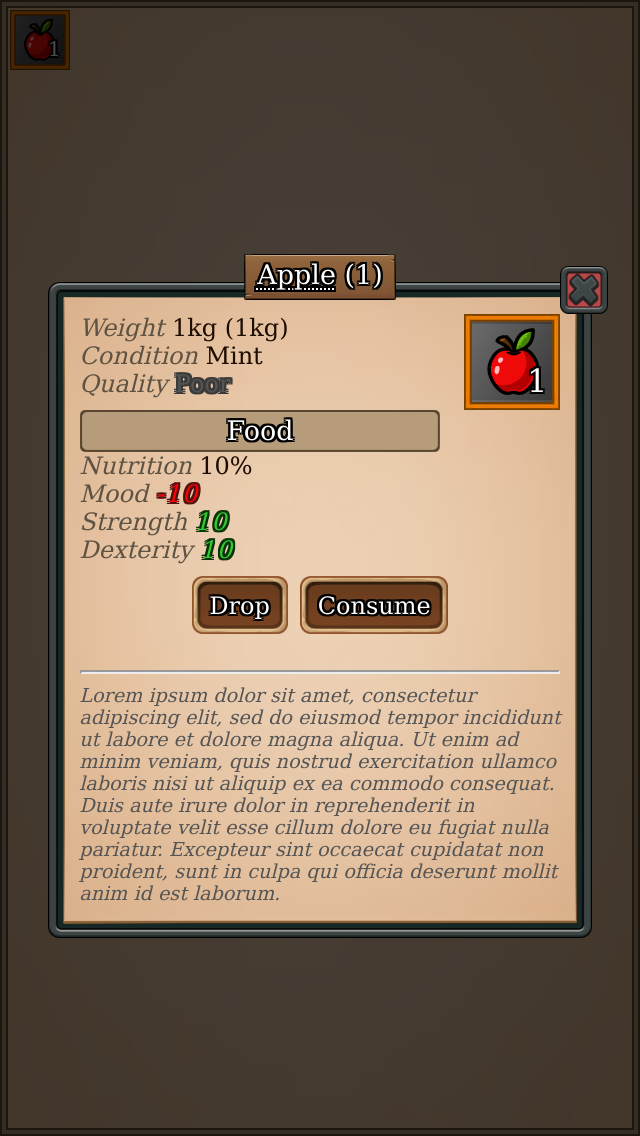 1
Apple (1)
Weight 1kg (1kg)
Condition Mint
Quality Poor
1
Food
Nutrition 10%
Mood -10
Strength 10
Dexterity 10
Drop Consume
Lorem ipsum dolor sit amet, consectetur
adipiscing elit, sed do eiusmod tempor incididunt
ut labore et dolore magna aliqua. Ut enim ad
minim veniam, quis nostrud exercitation ullamco
laboris nisi ut aliquip ex ea commodo consequat.
Duis aute irure dolor in reprehenderit in
voluptate velit esse cillum dolore eu fugiat nulla
pariatur. Excepteur sint occaecat cupidatat non
proident, sunt in culpa qui officia deserunt mollit
anim id est laborum.